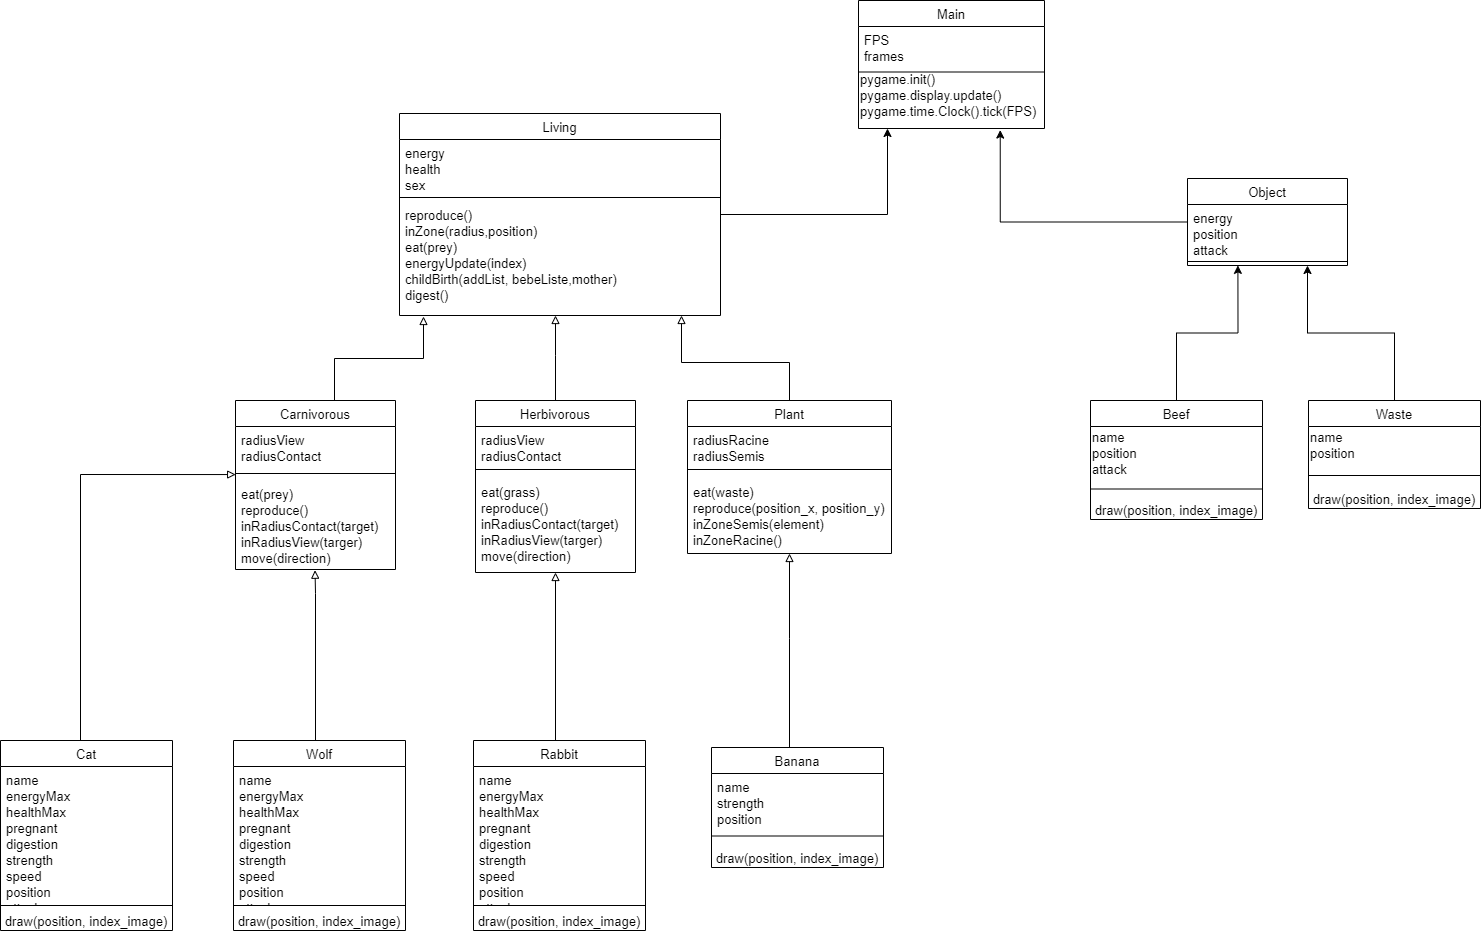 Main
FPS
frames
pygame.init()
pygame.display.update()
pygame.time.Clock().tick(FPS)
Living
energy
health
sex
reproduce()
inZone(radius,position)
eat(prey)
energyUpdate(index)
childBirth(addList, bebeListe,mother)
digest()
Object
energy
position
attack
Carnivorous
radiusView
radiusContact
eat(prey)
reproduce()
inRadiusContact(target)
inRadiusView(targer)
move(direction)
Herbivorous
radiusView
radiusContact
eat(grass)
reproduce()
inRadiusContact(target)
inRadiusView(targer)
move(direction)
Plant
radiusRacine
radiusSemis
eat(waste)
reproduce(position_x, position_y)
inZoneSemis(element)
inZoneRacine()
Beef
name
position
attack
draw(position, index_image)
Waste
name
position
draw(position, index_image)
Cat
name
energyMax
healthMax
pregnant
digestion
strength
speed
position
draw(position, index_image)
Wolf
name
energyMax
healthMax
pregnant
digestion
strength
speed
position
draw(position, index_image)
Rabbit
name
energyMax
healthMax
pregnant
digestion
strength
speed
position
draw(position, index_image)
Banana
name
strength
position
draw(position, index_image)